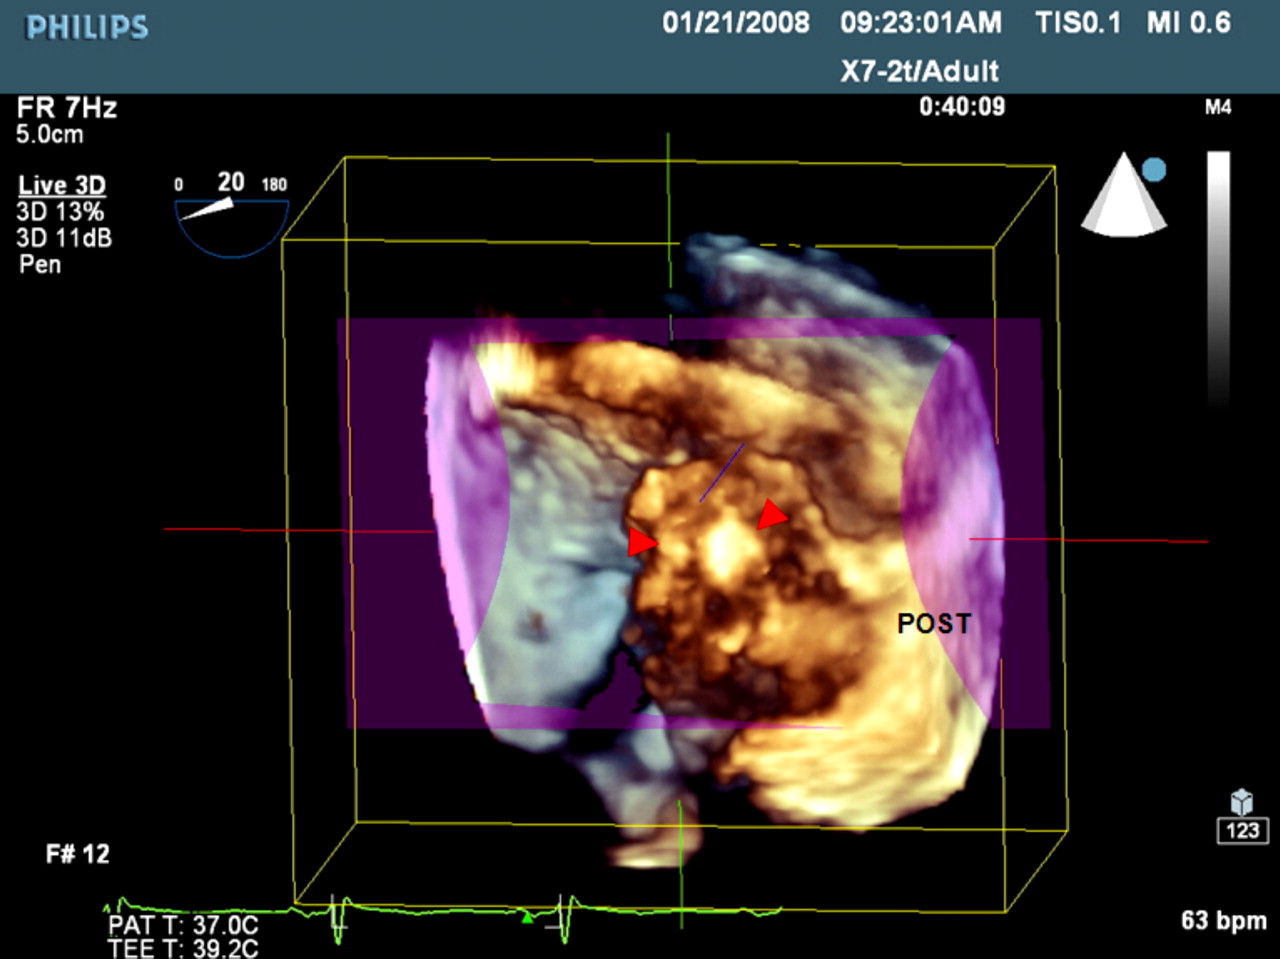 PHILIPS
01/21/2008 09:23:01AM TIS0.1 MI 0.6
X7-2t/Adult
FR 7Hz
5.0cm
0:40:09
M4
Live 3D
3D 13%
3D 11dB
Pen
0 20 180
POST
123
F# 12
PAT T: 37.0C
TEE T: 39.2C
63 bpm